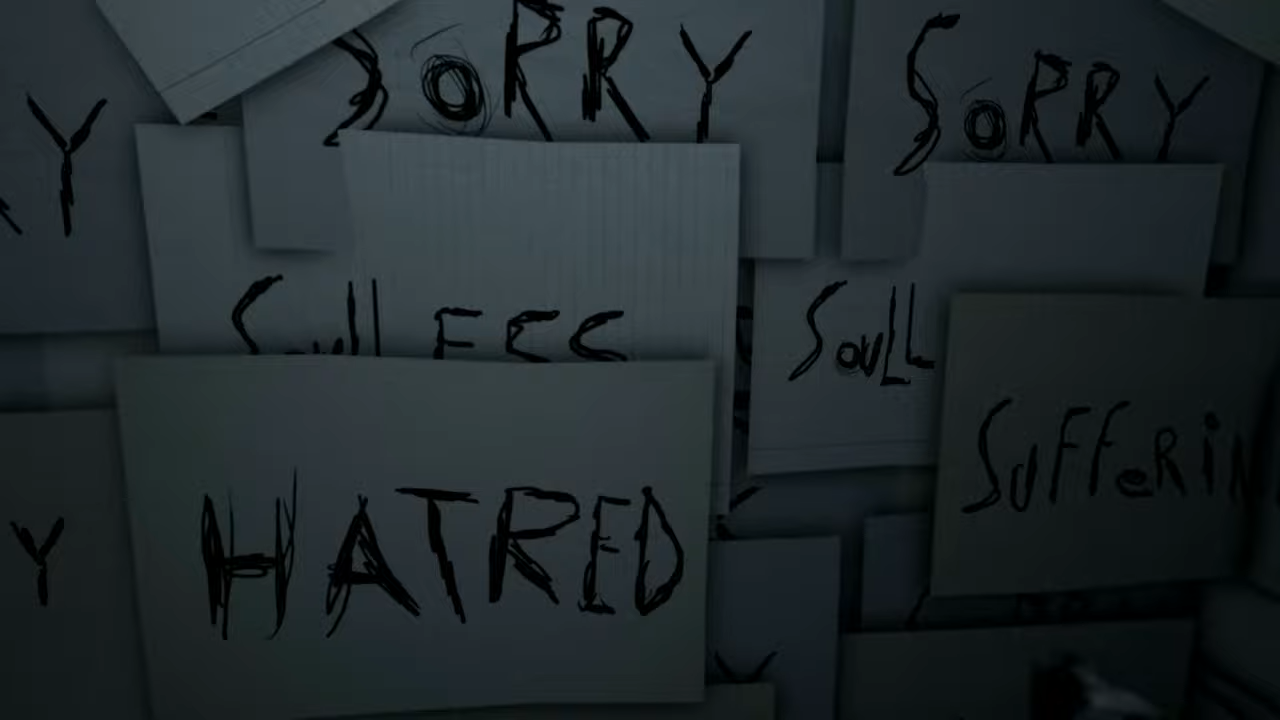 SoRRY
SoRRY
Y
SoulLESS
SoulL
SUFFeRiN
HATRED
Y
Y